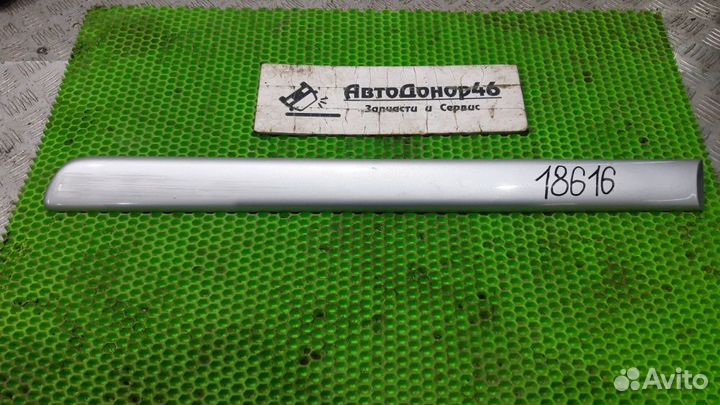 АвтоДонор46
Запчасти и Сервис
18616
Avito